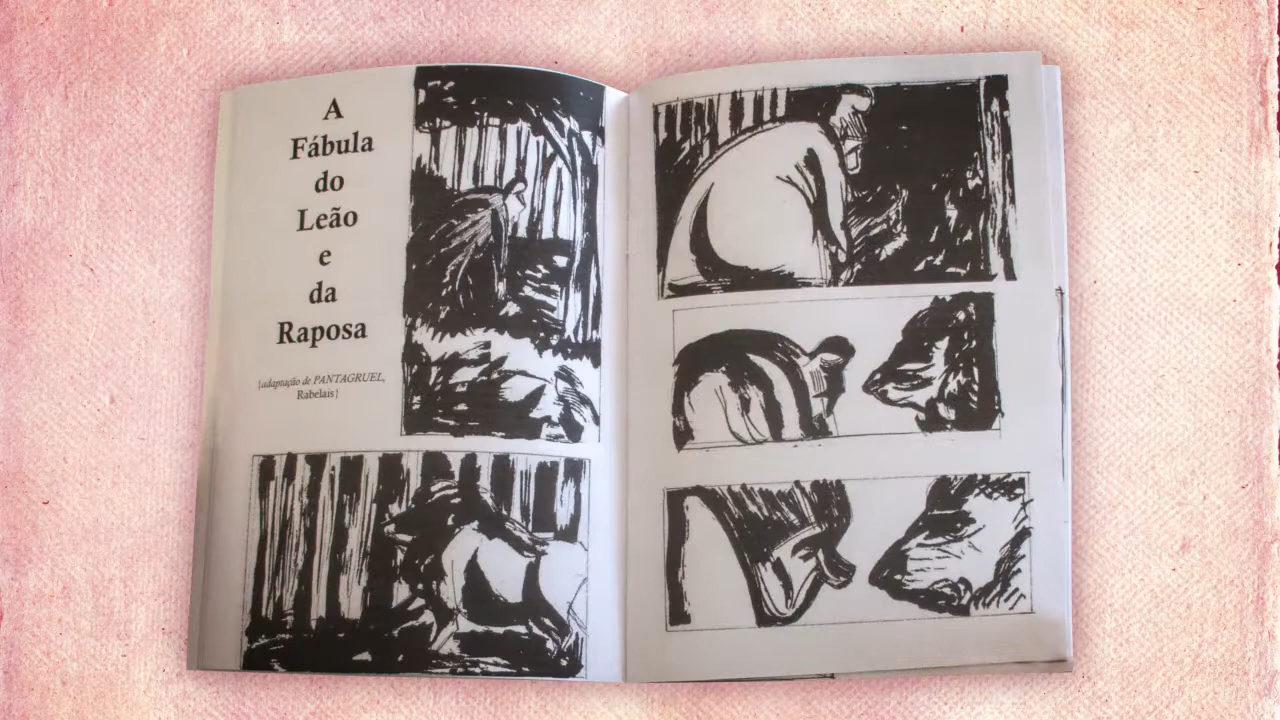 A
Fábula
do
Leão
e
da
Raposa
{adaptação de PANTAGRUEL,
Rabelais}